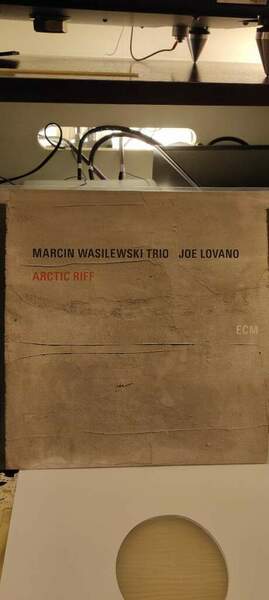 MARCIN WASILEWSKI TRIO JOE LOVANO
ARCTIC RIFF
ECM